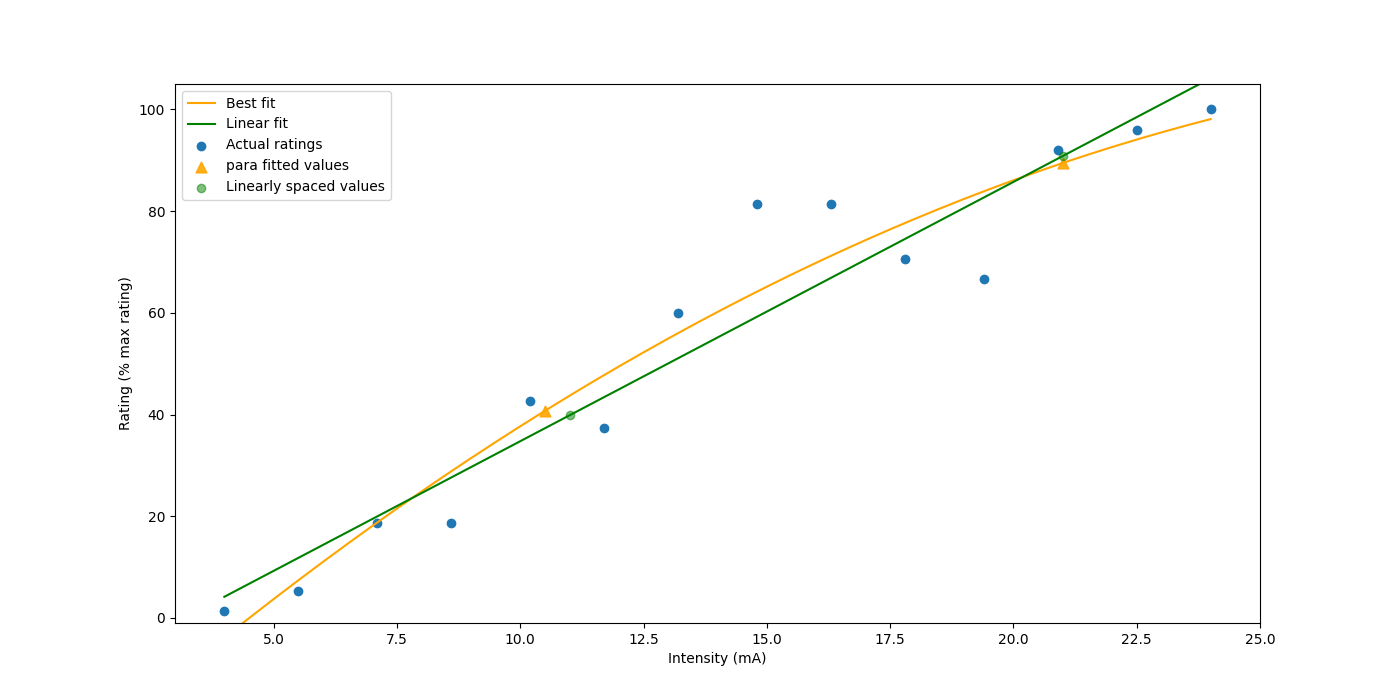 Best fit
Linear fit
Actual ratings
para fitted values
Linearly spaced values
100
80
60
40
20
0
Rating (% max rating)
5.0 7.5 10.0 12.5 15.0 17.5 20.0 22.5 25.0
Intensity (mA)